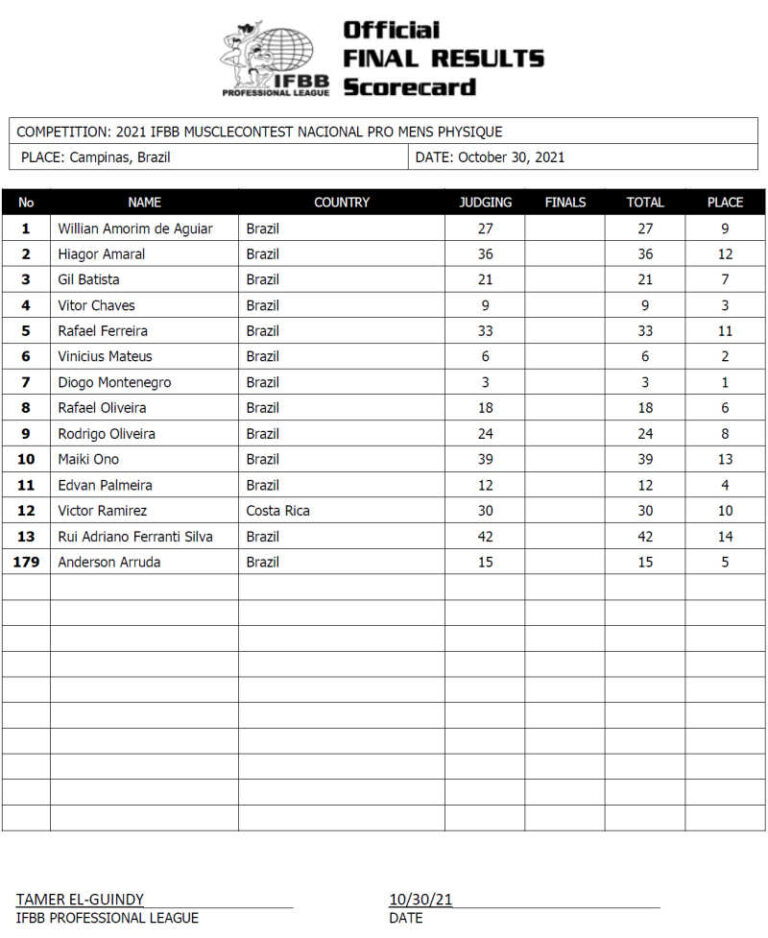 Official
FINAL RESULTS
Scorecard
IFBB
PROFESSIONAL LEAGUE
COMPETITION: 2021 IFBB MUSCLECONTEST NACIONAL PRO MENS PHYSIQUE
PLACE: Campinas, Brazil DATE: October 30, 2021
No NAME COUNTRY JUDGING FINALS TOTAL PLACE
1 Willian Amorim de Aguiar Brazil 27 27 9
2 Hiagor Amaral Brazil 36 36 12
3 Gil Batista Brazil 21 21 7
4 Vitor Chaves Brazil 9 9 3
5 Rafael Ferreira Brazil 33 33 11
6 Vinicius Mateus Brazil 6 6 2
7 Diogo Montenegro Brazil 3 3 1
8 Rafael Oliveira Brazil 18 18 6
9 Rodrigo Oliveira Brazil 24 24 8
10 Maiki Ono Brazil 39 39 13
11 Edvan Palmeira Brazil 12 12 4
12 Victor Ramirez Costa Rica 30 30 10
13 Rui Adriano Ferranti Silva Brazil 42 42 14
179 Anderson Arruda Brazil 15 15 5
TAMER EL-GUINDY 10/30/21
IFBB PROFESSIONAL LEAGUE DATE